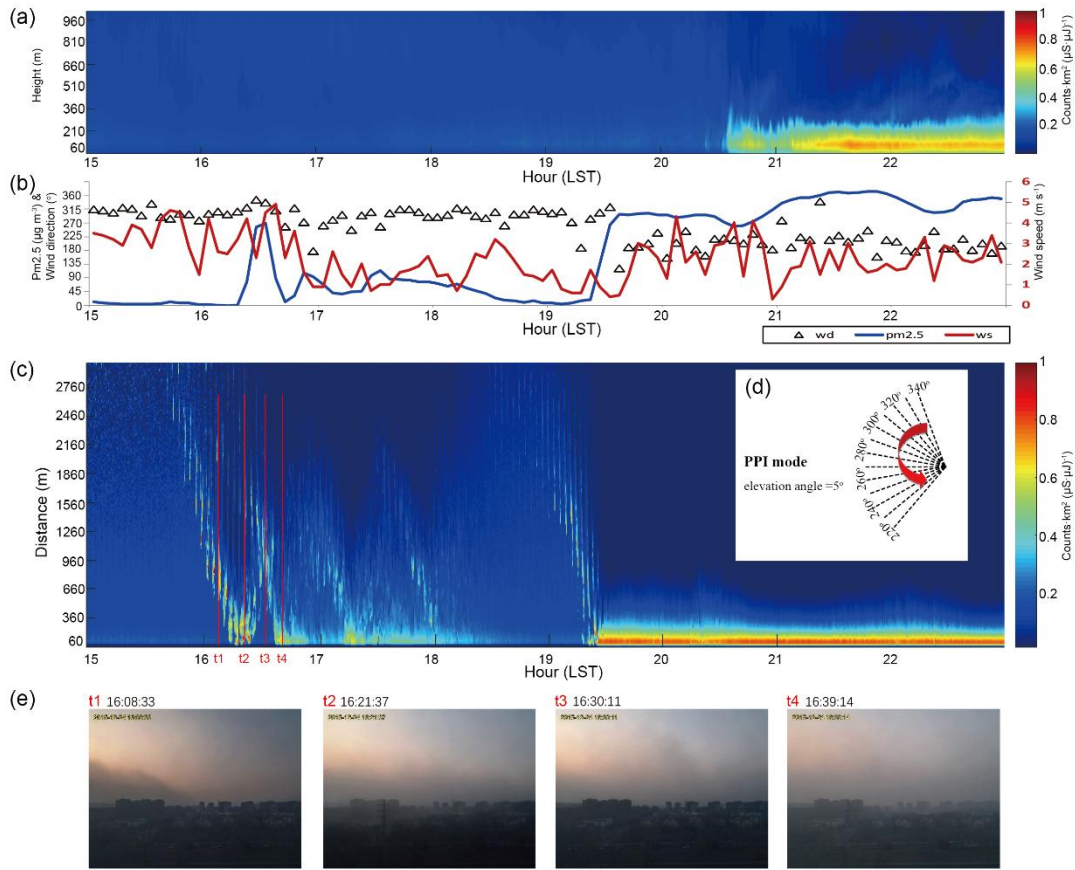 (a)
Height (m)
960
810
660
510
360
210
60
15 16 17 18 19 20 21 22
Hour (LST)
1
0.8
0.6
0.4
0.2
Counts·km² (μS·μJ)⁻¹
(b)
Pm2.5 (μg m⁻³) &
Wind direction (°)
360
315
270
225
180
135
90
45
0
6
5
4
3
2
1
0
Wind speed (m s⁻¹)
15 16 17 18 19 20 21 22
Hour (LST)
wd pm2.5 ws
(c)
Distance (m)
2760
2460
2160
1860
1560
1260
960
660
360
60
15 16 17 18 19 20 21 22
t1 t2 t3 t4
Hour (LST)
1
0.8
0.6
0.4
0.2
Counts·km² (μS·μJ)⁻¹
(d)
PPI mode
elevation angle =5°
340°
320°
300°
280°
260°
240°
220°
(e)
t1 16:08:33
t2 16:21:37
t3 16:30:11
t4 16:39:14